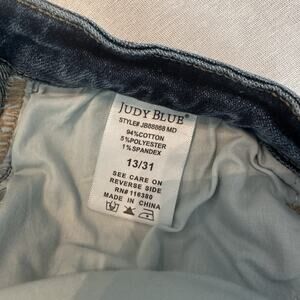 JUDY BLUE®
STYLE# JB88868 MD
94%COTTON
5%POLYESTER
1%SPANDEX
13/31
SEE CARE ON
REVERSE SIDE
RN# 116380
MADE IN CHINA